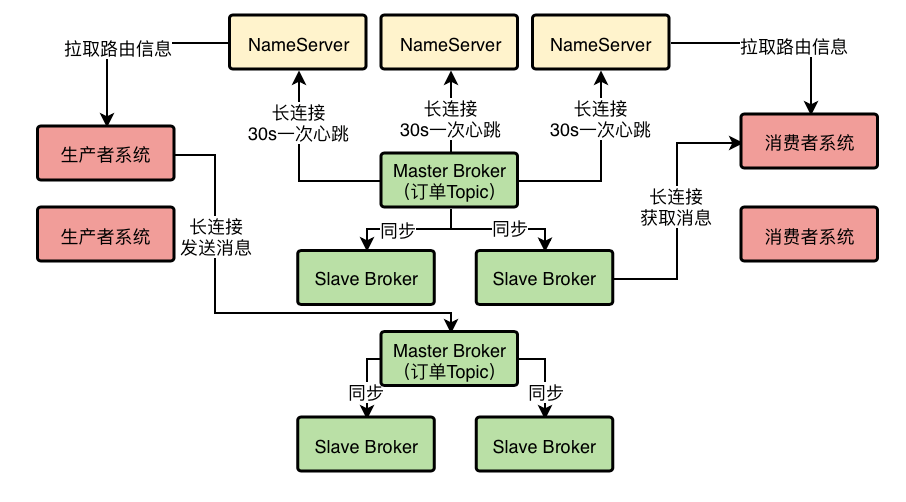 NameServer
NameServer
NameServer
拉取路由信息
拉取路由信息
长连接
30s一次心跳
长连接
30s一次心跳
长连接
30s一次心跳
生产者系统
Master Broker
（订单Topic）
消费者系统
生产者系统
长连接
发送消息
同步
同步
长连接
获取消息
消费者系统
Slave Broker
Slave Broker
Master Broker
（订单Topic）
同步
同步
Slave Broker
Slave Broker